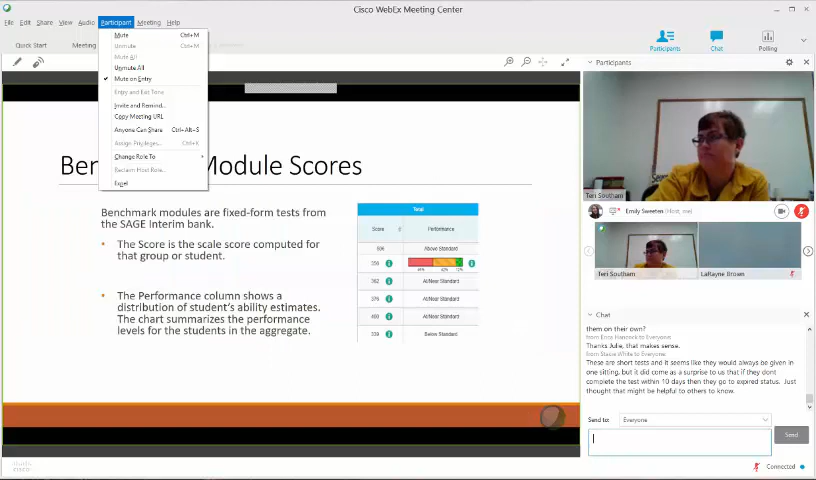 Cisco WebEx Meeting Center
File Edit Share View Audio Participant Meeting Help
Quick Start Meeting
Participants
Chat
Polling
Mute Ctrl+M
Unmute Ctrl+M
Mute All
Unmute All
Mute on Entry
Entry and Exit Tone
Invite and Remind...
Copy Meeting URL
Anyone Can Share Ctrl+Alt+S
Assign Privileges... Ctrl+K
Change Role To
Reclaim Host Role...
Expel
Module Scores
Benchmark modules are fixed-form tests from
the SAGE Interim bank.
• The Score is the scale score computed for
that group or student.
• The Performance column shows a
distribution of student's ability estimates.
The chart summarizes the performance
levels for the students in the aggregate.
Total
Score Performance
Above Standard
At/Near Standard
At/Near Standard
At/Near Standard
Below Standard
Participants
Teri Southam
Emily Sweeten (Host, me)
Teri Southam
LaRayne Brown
Chat
them on their own?
from Erica Hancock to Everyone:
Thanks Julie, that makes sense.
from Stasia White to Everyone:
These are short tests and it seems like they would always be given in
one sitting, but it did come as a surprise to us that if they dont
complete the test within 10 days then they go to expired status. Just
thought that might be helpful to others to know.
Send to: Everyone
Send
Connected